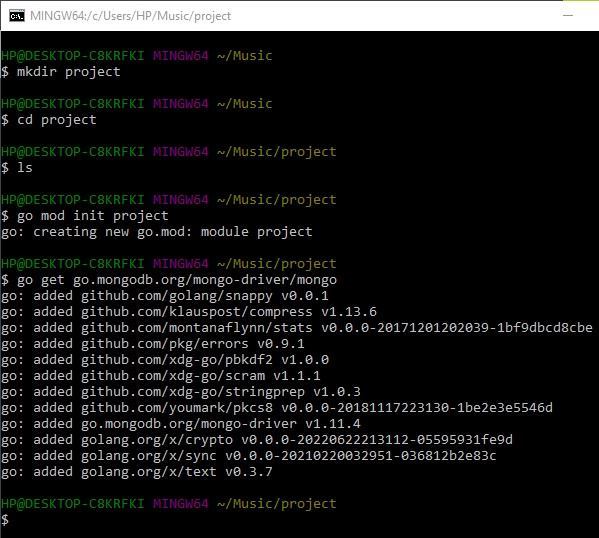 MINGW64:/c/Users/HP/Music/project
HP@DESKTOP-C8KRFKI MINGW64 ~/Music
$ mkdir project
HP@DESKTOP-C8KRFKI MINGW64 ~/Music
$ cd project
HP@DESKTOP-C8KRFKI MINGW64 ~/Music/project
$ ls
HP@DESKTOP-C8KRFKI MINGW64 ~/Music/project
$ go mod init project
go: creating new go.mod: module project
HP@DESKTOP-C8KRFKI MINGW64 ~/Music/project
$ go get go.mongodb.org/mongo-driver/mongo
go: added github.com/golang/snappy v0.0.1
go: added github.com/klauspost/compress v1.13.6
go: added github.com/montanaflynn/stats v0.0.0-20171201202039-1bf9dbcd8cbe
go: added github.com/pkg/errors v0.9.1
go: added github.com/xdg-go/pbkdf2 v1.0.0
go: added github.com/xdg-go/scram v1.1.1
go: added github.com/xdg-go/stringprep v1.0.3
go: added github.com/youmark/pkcs8 v0.0.0-20181117223130-1be2e3e5546d
go: added go.mongodb.org/mongo-driver v1.11.4
go: added golang.org/x/crypto v0.0.0-20220622213112-05595931fe9d
go: added golang.org/x/sync v0.0.0-20210220032951-036812b2e83c
go: added golang.org/x/text v0.3.7
HP@DESKTOP-C8KRFKI MINGW64 ~/Music/project
$